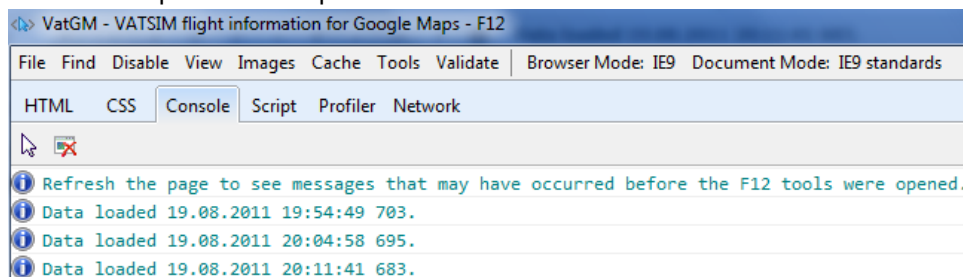 VatGM - VATSIM flight information for Google Maps - F12
File Find Disable View Images Cache Tools Validate Browser Mode: IE9 Document Mode: IE9 standards
HTML CSS Console Script Profiler Network
Refresh the page to see messages that may have occurred before the F12 tools were opened.
Data loaded 19.08.2011 19:54:49 703.
Data loaded 19.08.2011 20:04:58 695.
Data loaded 19.08.2011 20:11:41 683.